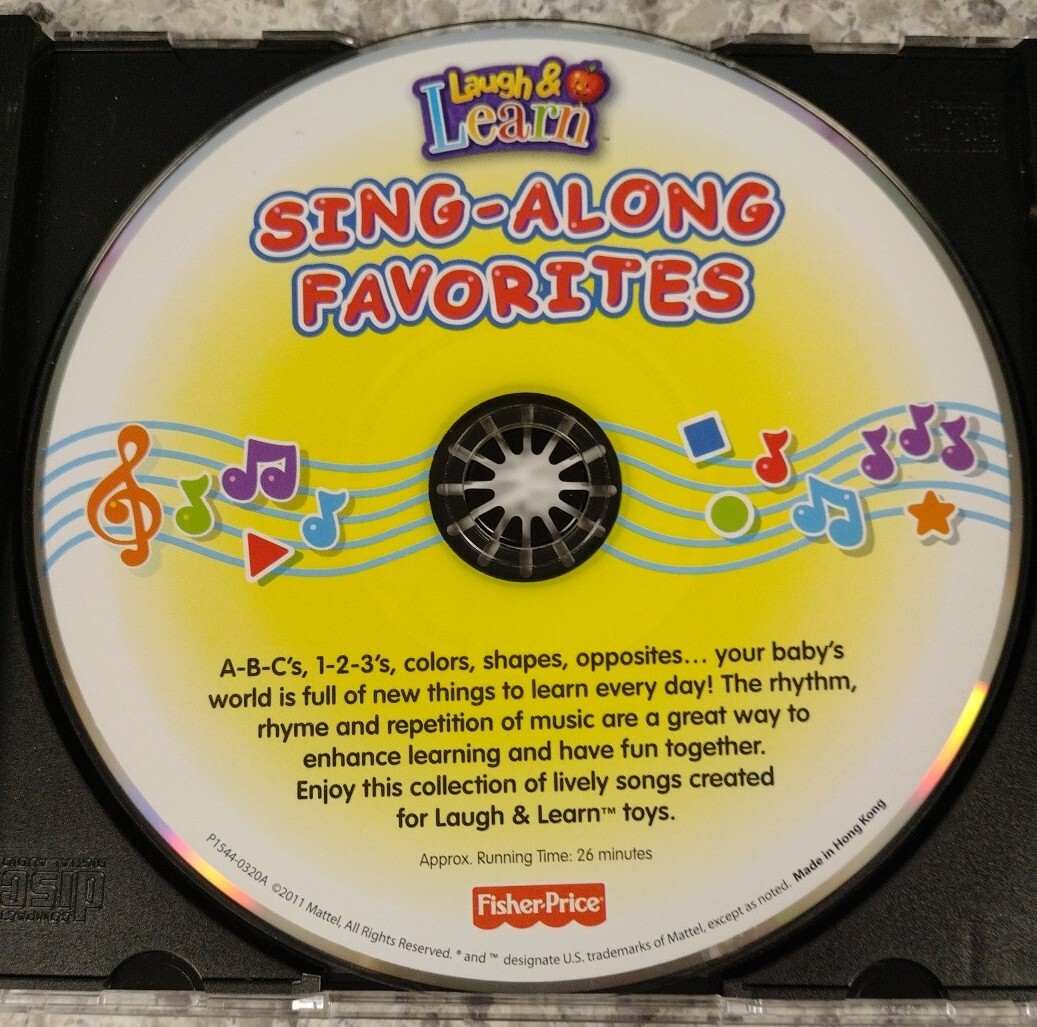 Laugh &
Learn™
SING-ALONG
FAVORITES
A-B-C's, 1-2-3's, colors, shapes, opposites... your baby's
world is full of new things to learn every day! The rhythm,
rhyme and repetition of music are a great way to
enhance learning and have fun together.
Enjoy this collection of lively songs created
for Laugh & Learn™ toys.
Approx. Running Time: 26 minutes
Fisher-Price®
P1544-0320A ©2011 Mattel, All Rights Reserved. ® and ™ designate U.S. trademarks of Mattel, except as noted. Made in Hong Kong
disc